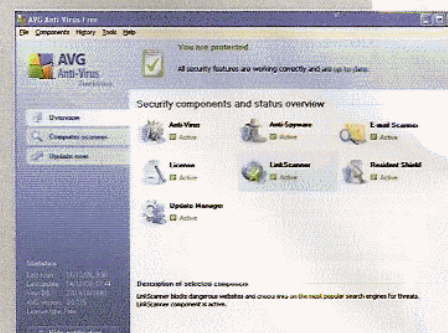 AVG Anti-Virus Free
File Components History Tools Help
AVG
Anti-Virus
Free Edition
You are protected
All security features are working correctly and are up to date.
Overview
Computer scanner
Update now
Security components and status overview
Anti-Virus
Active
Anti-Spyware
Active
E-mail Scanner
Active
License
Active
LinkScanner
Active
Resident Shield
Active
Update Manager
Active
Statistics
Description of selected component
LinkScanner blocks dangerous websites and checks links on the most popular search engines for threats.
LinkScanner component is active.
Hide notification